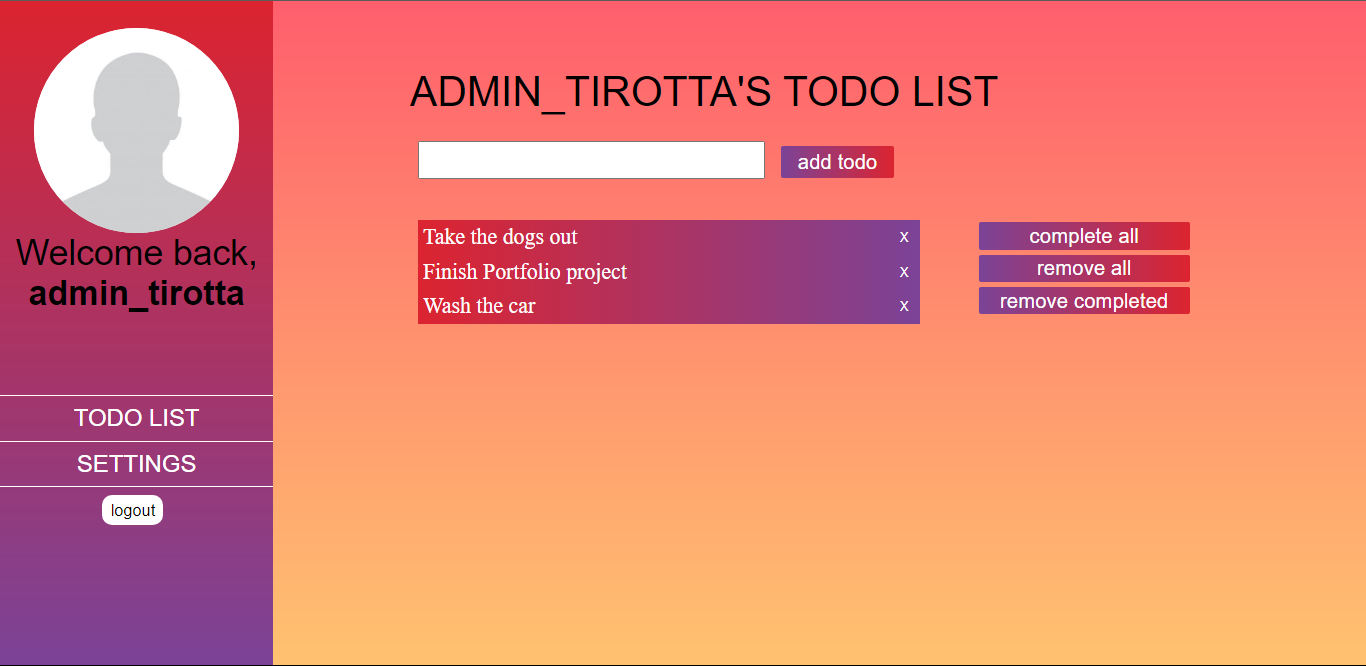 Welcome back,
admin_tirotta
TODO LIST
SETTINGS
logout
ADMIN_TIROTTA'S TODO LIST
add todo
Take the dogs out x
Finish Portfolio project x
Wash the car x
complete all
remove all
remove completed